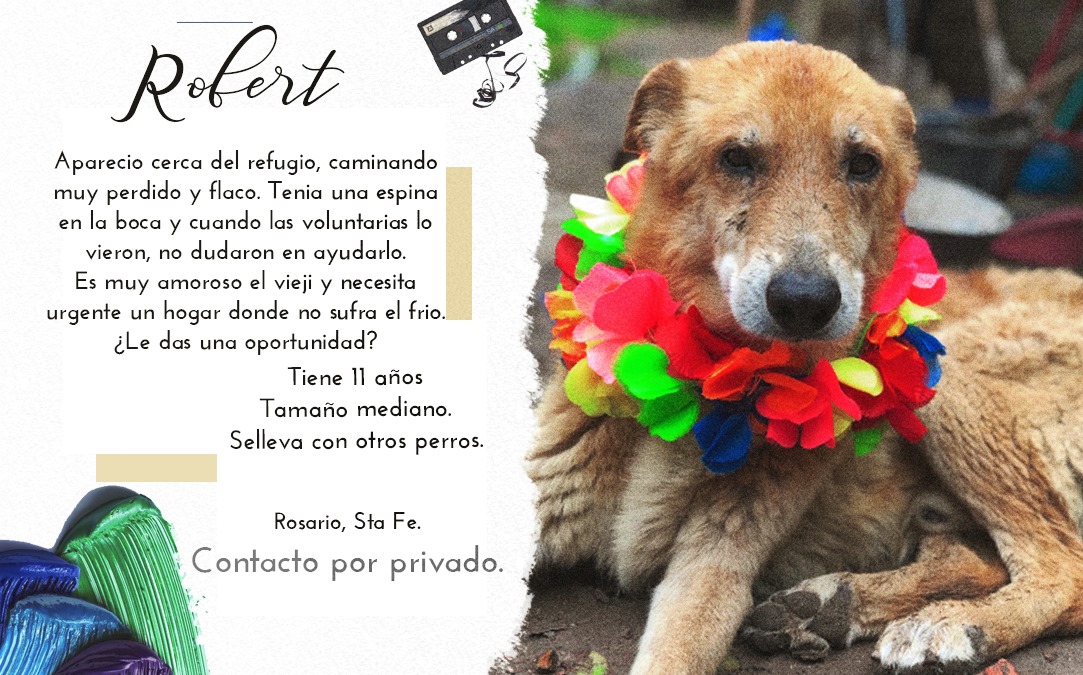 Robert
Aparecio cerca del refugio, caminando
muy perdido y flaco. Tenia una espina
en la boca y cuando las voluntarias lo
vieron, no dudaron en ayudarlo.
Es muy amoroso el vieji y necesita
urgente un hogar donde no sufra el frio.
¿Le das una oportunidad?
Tiene 11 años
Tamaño mediano.
Selleva con otros perros.
Rosario, Sta Fe.
Contacto por privado.